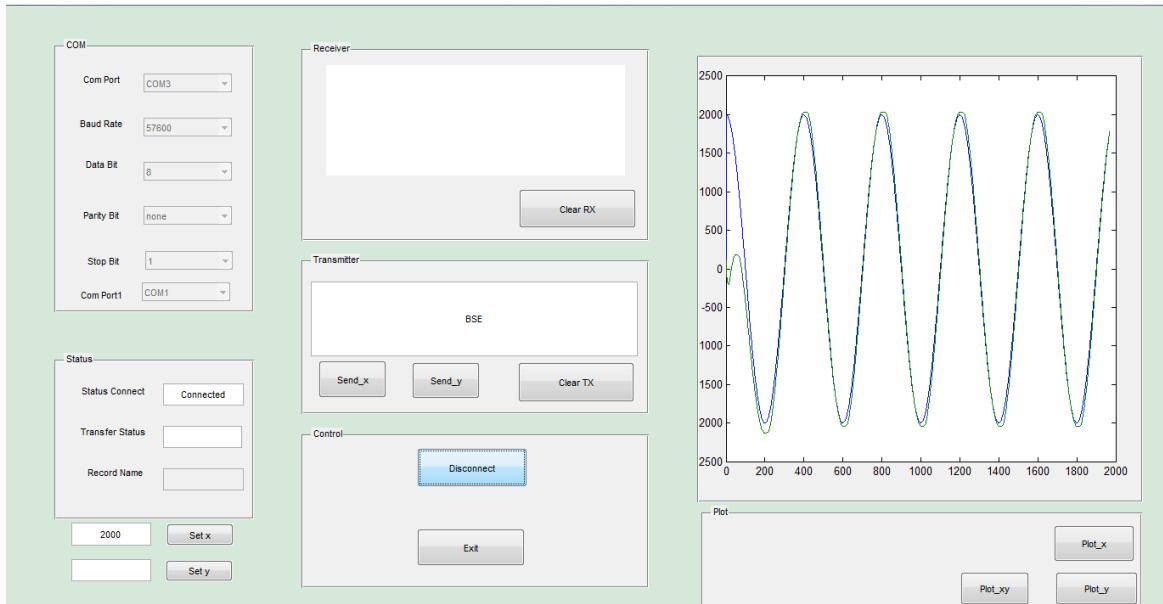 COM
Com Port
COM3
Baud Rate
57600
Data Bit
8
Parity Bit
none
Stop Bit
1
Com Port1
COM1
Status
Status Connect
Connected
Transfer Status
Record Name
2000
Set x
Set y
Receiver
Clear RX
Transmitter
BSE
Send_x
Send_y
Clear TX
Control
Disconnect
Exit
2500
2000
1500
1000
500
0
-500
1000
1500
2000
2500
0 200 400 600 800 1000 1200 1400 1600 1800 2000
Plot
Plot_x
Plot_xy
Plot_y